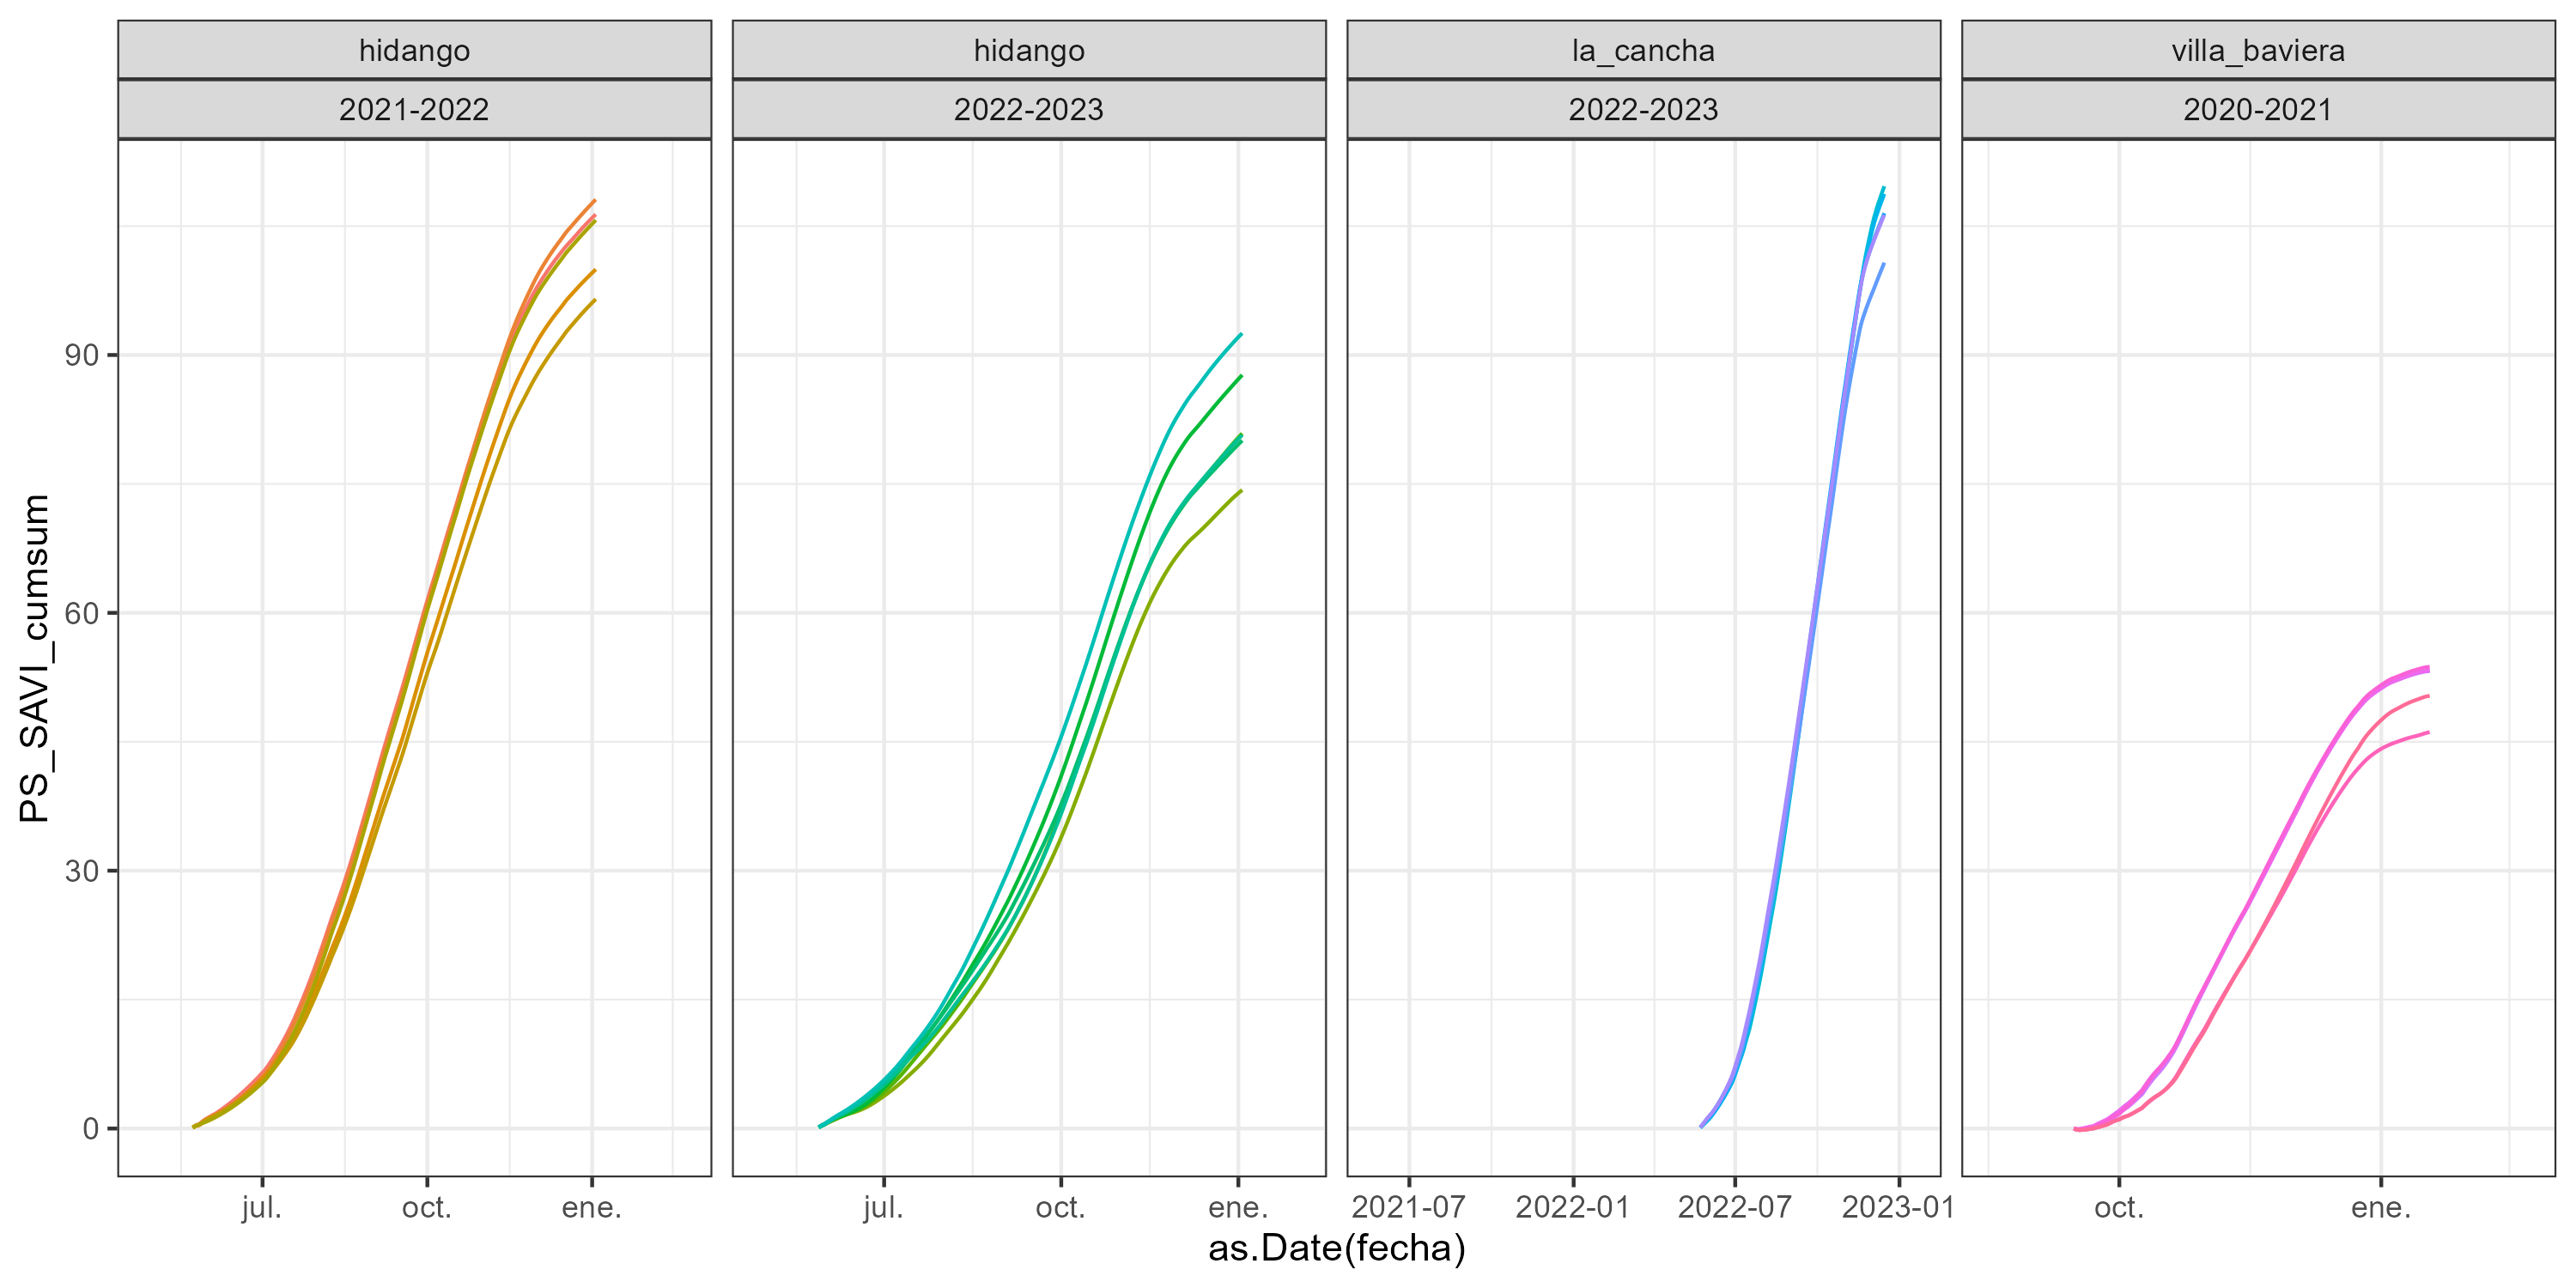 hidango
hidango
la_cancha
villa_baviera
2021-2022
2022-2023
2022-2023
2020-2021
PS_SAVI_cumsum
90
60
30
0
jul. oct. ene.
jul. oct. ene.
2021-07 2022-01 2022-07 2023-01
oct. ene.
as.Date(fecha)